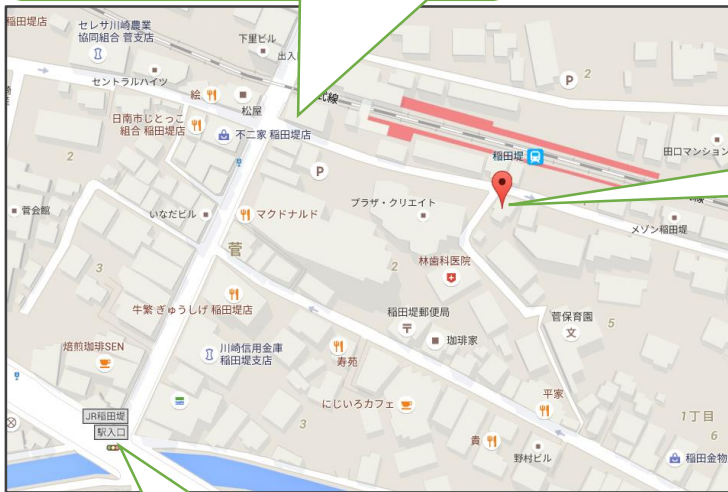 稲田堤店
セレサ川崎農業
協同組合 菅支店
下里ビル
出入
セントラルハイツ
絵
松屋
日南市じとっこ
組合 稲田堤店
不二家 稲田堤店
武線
P
2
稲田堤
田口マンション
2
P
菅会館
いなだビル
マクドナルド
プラザ・クリエイト
線
メゾン稲田堤
菅
林歯科医院
2
3
牛繁 ぎゅうしげ 稲田堤店
稲田堤郵便局
珈琲家
菅保育園
文
5
焙煎珈琲SEN
川崎信用金庫
稲田堤支店
寿苑
にじいろカフェ
平家
JR稲田堤
駅入口
3
貴
野村ビル
1丁目
6
稲田金物